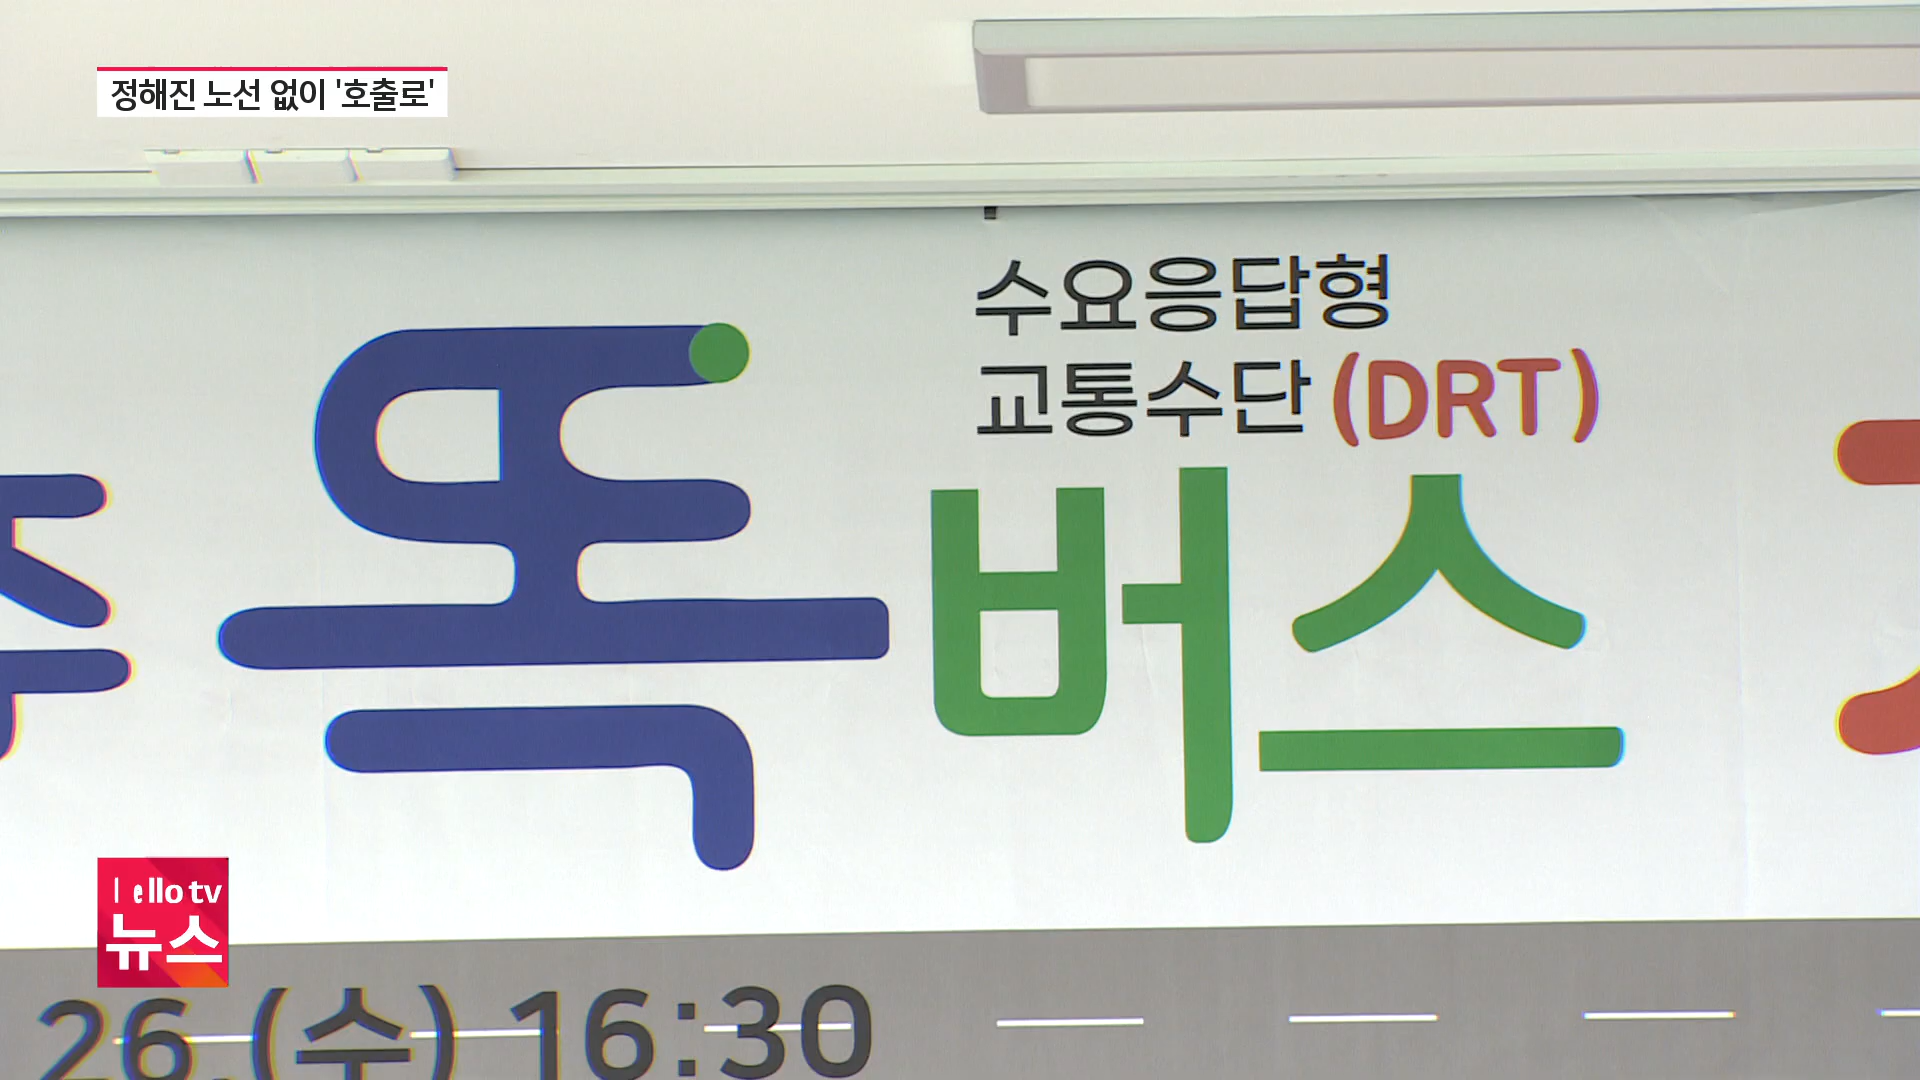 정해진 노선 없이 '호출로'
수요응답형
교통수단(DRT)
똑버스
ello tv
뉴스
26.(수) 16:30